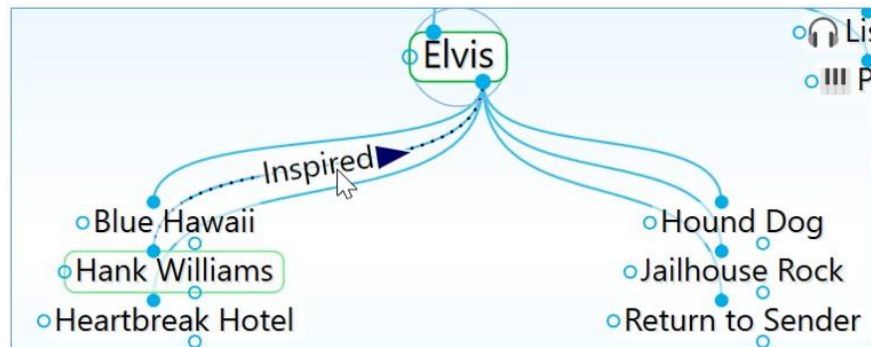 Elvis
Inspired
Blue Hawaii
Hank Williams
Heartbreak Hotel
Hound Dog
Jailhouse Rock
Return to Sender